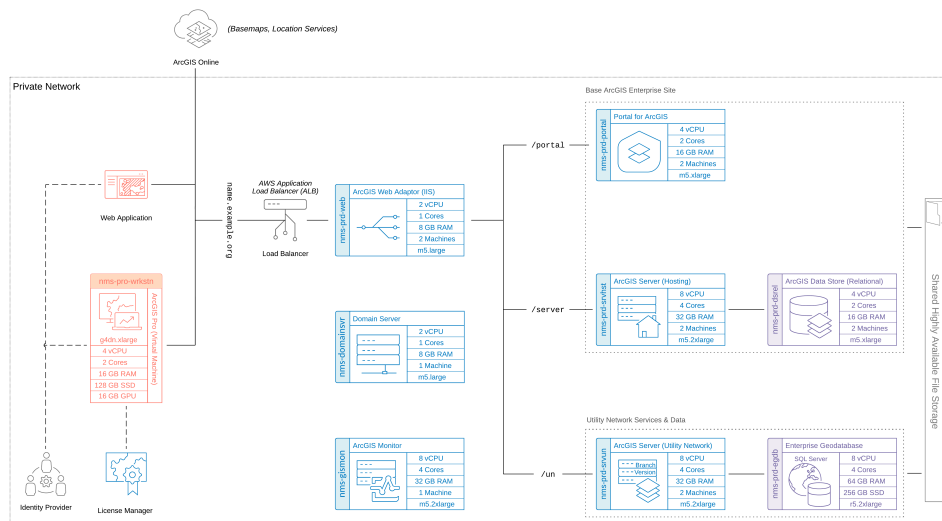 (Basemaps, Location Services)
ArcGIS Online
Private Network
Base ArcGIS Enterprise Site
nms-prd-portal
Portal for ArcGIS
4 vCPU
2 Cores
16 GB RAM
2 Machines
m5.xlarge
/portal
Web Application
name.example.org
AWS Application
Load Balancer (ALB)
Load Balancer
nms-prd-web
ArcGIS Web Adaptor (IIS)
2 vCPU
1 Cores
8 GB RAM
2 Machines
m5.large
nms-pro-wrkstn
ArcGIS Pro (Virtual Machine)
g4dn.xlarge
4 vCPU
2 Cores
16 GB RAM
128 GB SSD
16 GB GPU
nms-domainsvr
Domain Server
2 vCPU
1 Cores
8 GB RAM
1 Machine
m5.large
/server
nms-prd-srvhst
ArcGIS Server (Hosting)
8 vCPU
4 Cores
32 GB RAM
2 Machines
m5.2xlarge
nms-prd-dsrel
ArcGIS Data Store (Relational)
4 vCPU
2 Cores
16 GB RAM
2 Machines
m5.xlarge
Shared Highly Available File Storage
Utility Network Services & Data
Identity Provider
License Manager
nms-gismon
ArcGIS Monitor
8 vCPU
4 Cores
32 GB RAM
1 Machine
m5.2xlarge
/un
nms-prd-srvun
ArcGIS Server (Utility Network)
Branch
Version
8 vCPU
4 Cores
32 GB RAM
2 Machines
m5.2xlarge
nms-prd-egdb
Enterprise Geodatabase
SQL Server
8 vCPU
4 Cores
64 GB RAM
256 GB SSD
r5.2xlarge